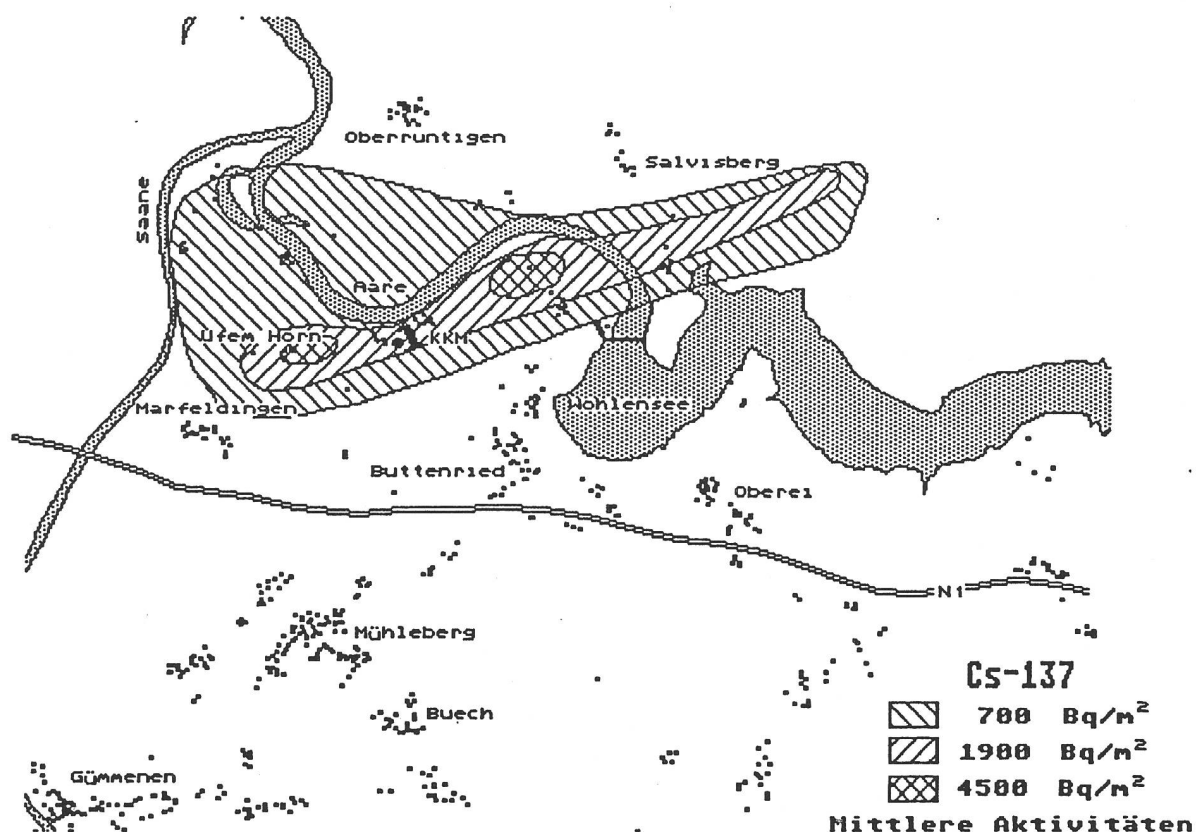 Oberruntigen
Salvisberg
Saane
Aare
Üfem Horn
KKM
Marfeldingen
Wohlensee
Buttenried
Oberei
N1
Mühleberg
Cs-137
700 Bq/m²
Buech
1900 Bq/m²
Gümmenen
4500 Bq/m²
Mittlere Aktivitäten